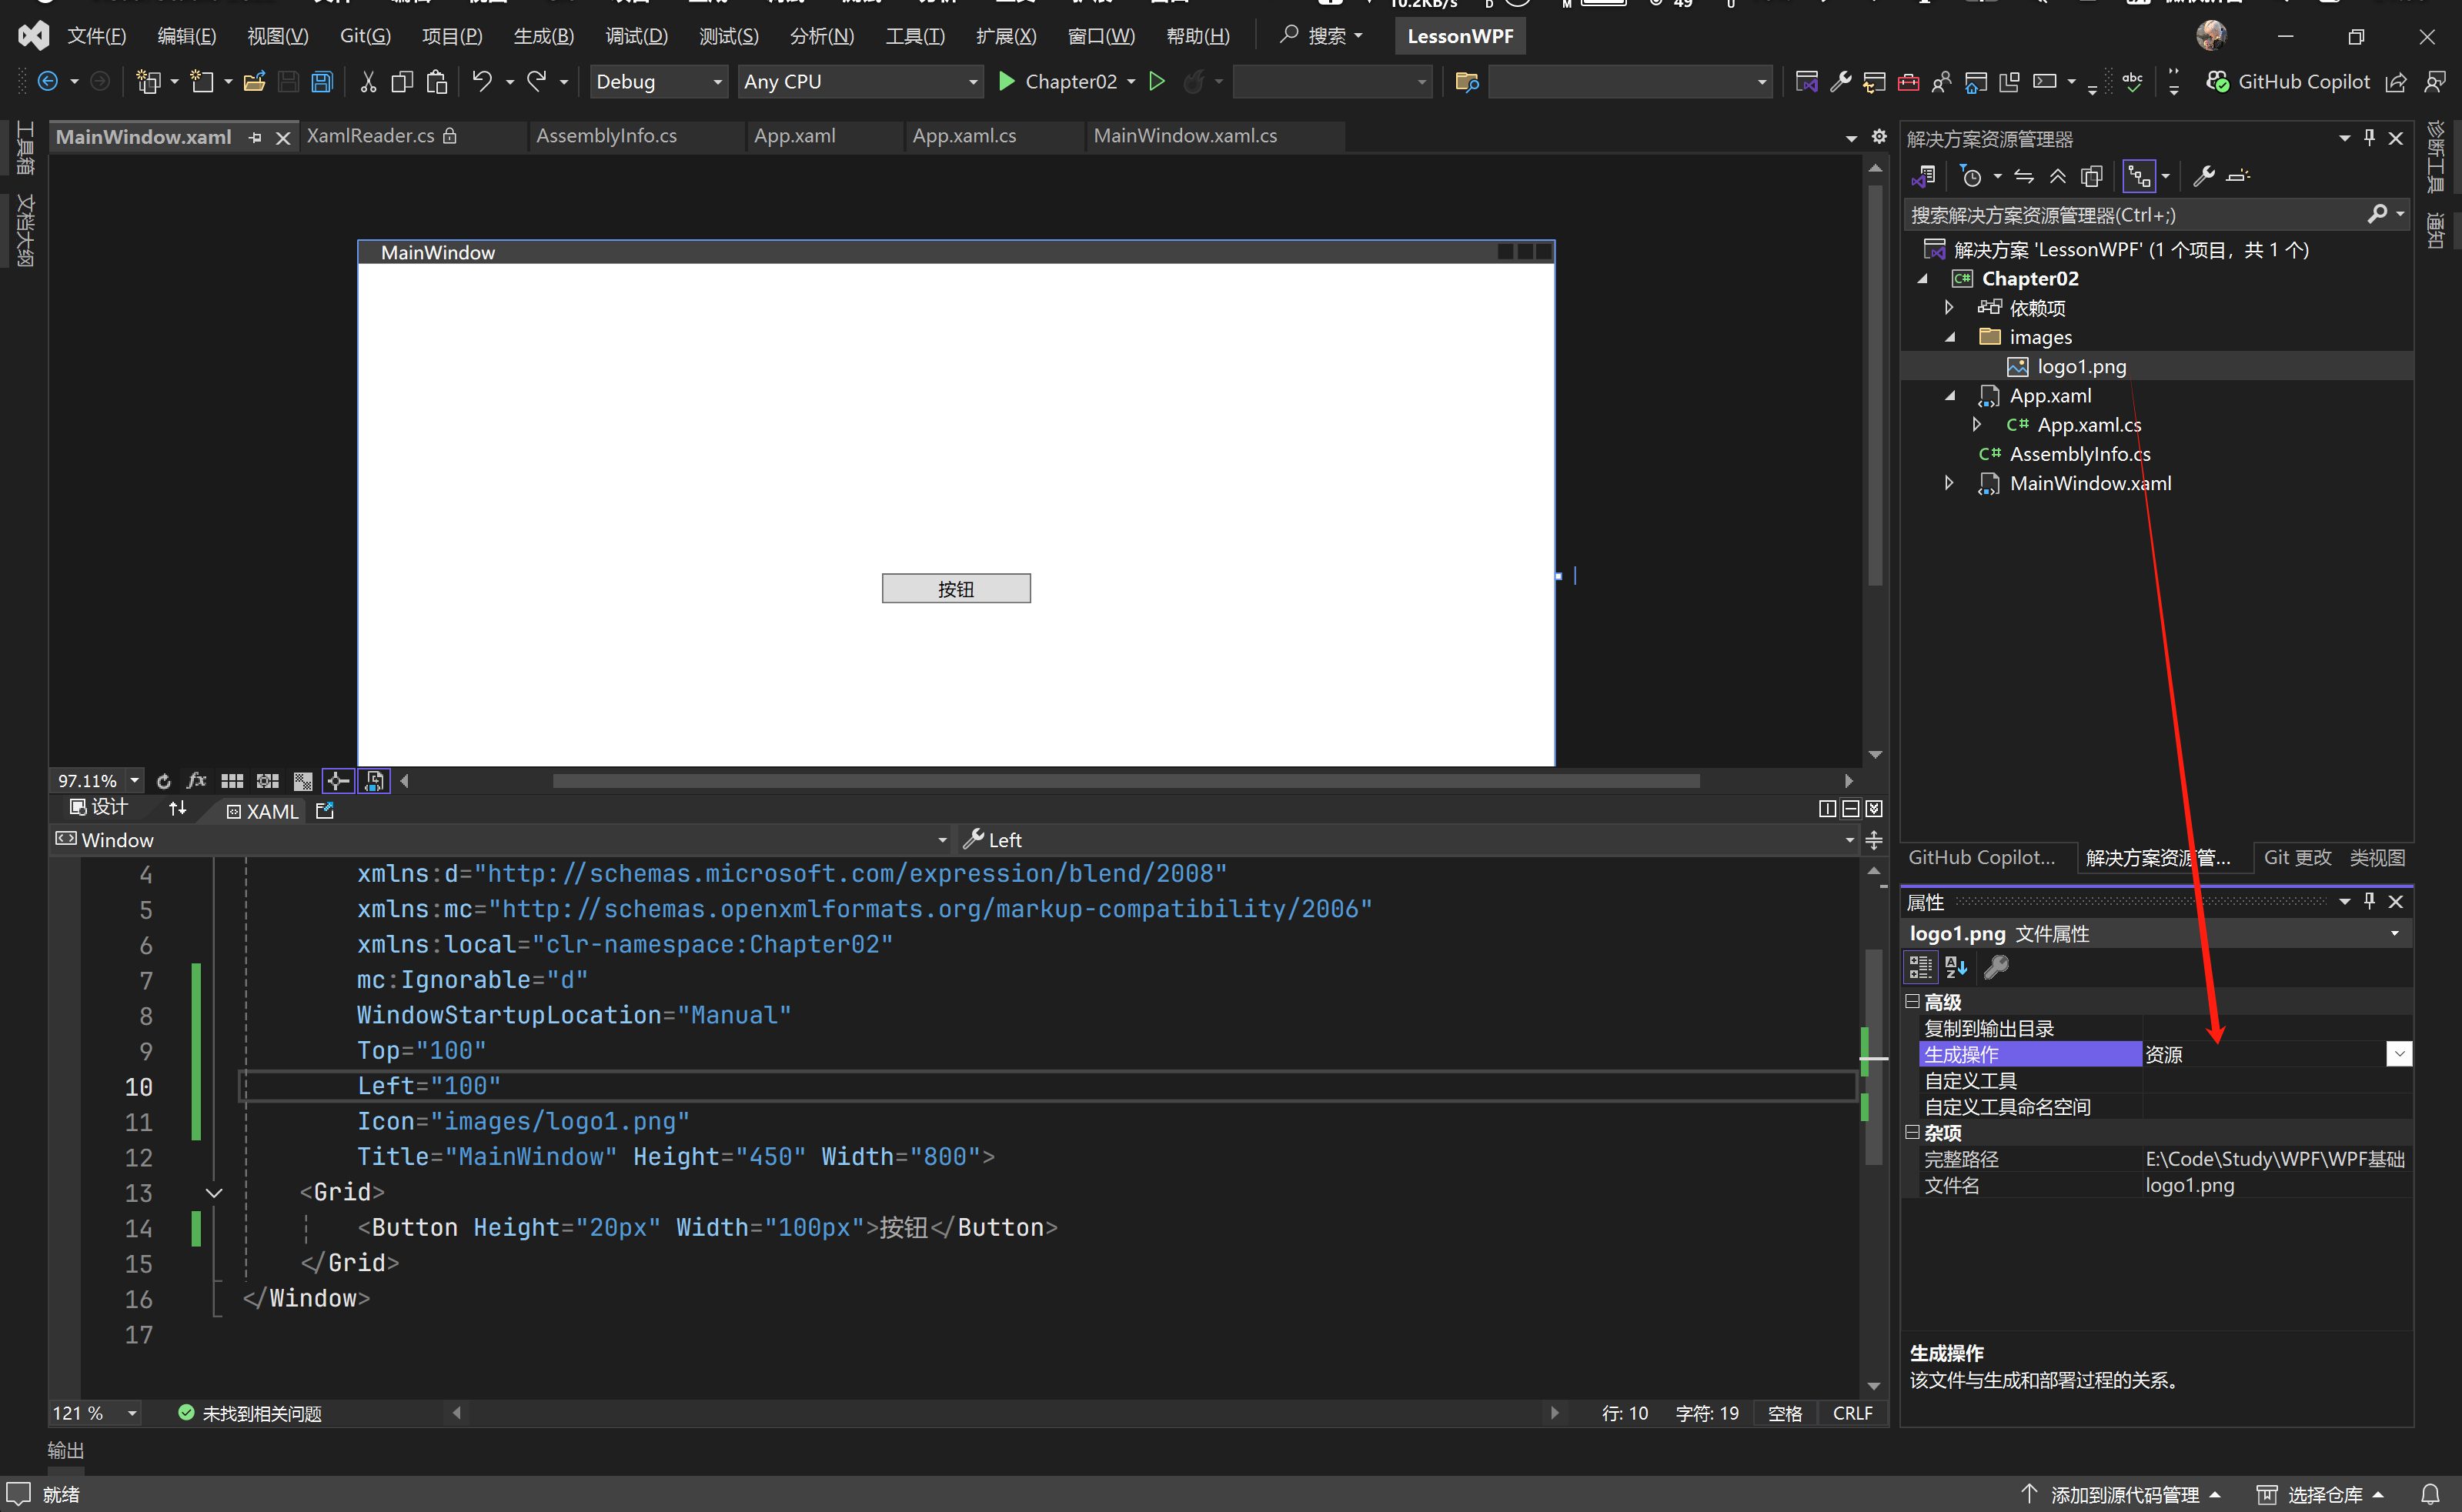 10.2KB/s
49
文件(F) 编辑(E) 视图(V) Git(G) 项目(P) 生成(B) 调试(D) 测试(S) 分析(N) 工具(T) 扩展(X) 窗口(W) 帮助(H) 搜索 LessonWPF
Debug Any CPU Chapter02 abc GitHub Copilot
工具箱
文档大纲
MainWindow.xaml XamlReader.cs AssemblyInfo.cs App.xaml App.xaml.cs MainWindow.xaml.cs
MainWindow
按钮
97.11% fx
设计 XAML
Window Left
4 xmlns:d="http://schemas.microsoft.com/expression/blend/2008"
5 xmlns:mc="http://schemas.openxmlformats.org/markup-compatibility/2006"
6 xmlns:local="clr-namespace:Chapter02"
7 mc:Ignorable="d"
8 WindowStartupLocation="Manual"
9 Top="100"
10 Left="100"
11 Icon="images/logo1.png"
12 Title="MainWindow" Height="450" Width="800">
13 <Grid>
14 <Button Height="20px" Width="100px">按钮</Button>
15 </Grid>
16 </Window>
17
121 % 未找到相关问题 行: 10 字符: 19 空格 CRLF
输出
就绪
解决方案资源管理器
搜索解决方案资源管理器(Ctrl+;)
解决方案 'LessonWPF' (1 个项目，共 1 个)
C# Chapter02
依赖项
images
logo1.png
App.xaml
C# App.xaml.cs
C# AssemblyInfo.cs
MainWindow.xaml
GitHub Copilot... 解决方案资源管... Git 更改 类视图
属性
logo1.png 文件属性
高级
复制到输出目录
生成操作 资源
自定义工具
自定义工具命名空间
杂项
完整路径 E:\Code\Study\WPF\WPF基础
文件名 logo1.png
生成操作
该文件与生成和部署过程的关系。
诊断工具
通知
添加到源代码管理 选择仓库